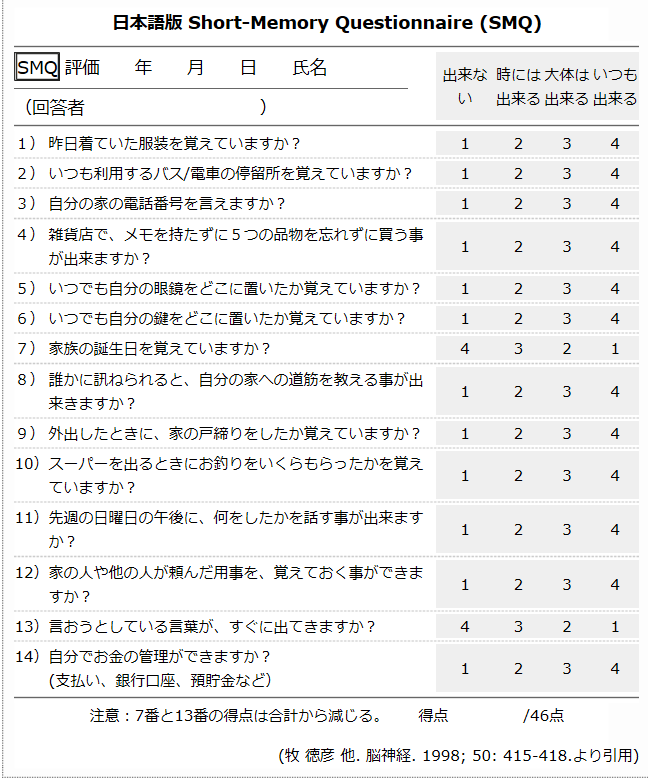 日本語版 Short-Memory Questionnaire (SMQ)
SMQ 評価 年 月 日 氏名
（回答者 ）
出来ない 時には出来る 大体は出来る いつも出来る
1） 昨日着ていた服装を覚えていますか？ 1 2 3 4
2） いつも利用するバス/電車の停留所を覚えていますか？ 1 2 3 4
3） 自分の家の電話番号を言えますか？ 1 2 3 4
4） 雑貨店で、メモを持たずに５つの品物を忘れずに買う事
が出来ますか？ 1 2 3 4
5） いつでも自分の眼鏡をどこに置いたか覚えていますか？ 1 2 3 4
6） いつでも自分の鍵をどこに置いたか覚えていますか？ 1 2 3 4
7） 家族の誕生日を覚えていますか？ 4 3 2 1
8） 誰かに訊ねられると、自分の家への道筋を教える事が出
来きますか？ 1 2 3 4
9） 外出したときに、家の戸締りをしたか覚えていますか？ 1 2 3 4
10）スーパーを出るときにお釣りをいくらもらったかを覚え
ていますか？ 1 2 3 4
11）先週の日曜日の午後に、何をしたかを話す事が出来ます
か？ 1 2 3 4
12）家の人や他の人が頼んだ用事を、覚えておく事ができま
すか？ 1 2 3 4
13）言おうとしている言葉が、すぐに出てきますか？ 4 3 2 1
14）自分でお金の管理ができますか？
(支払い、銀行口座、預貯金など） 1 2 3 4
注意：7番と13番の得点は合計から減じる。 得点 /46点
(牧 徳彦 他. 脳神経. 1998; 50: 415-418.より引用)